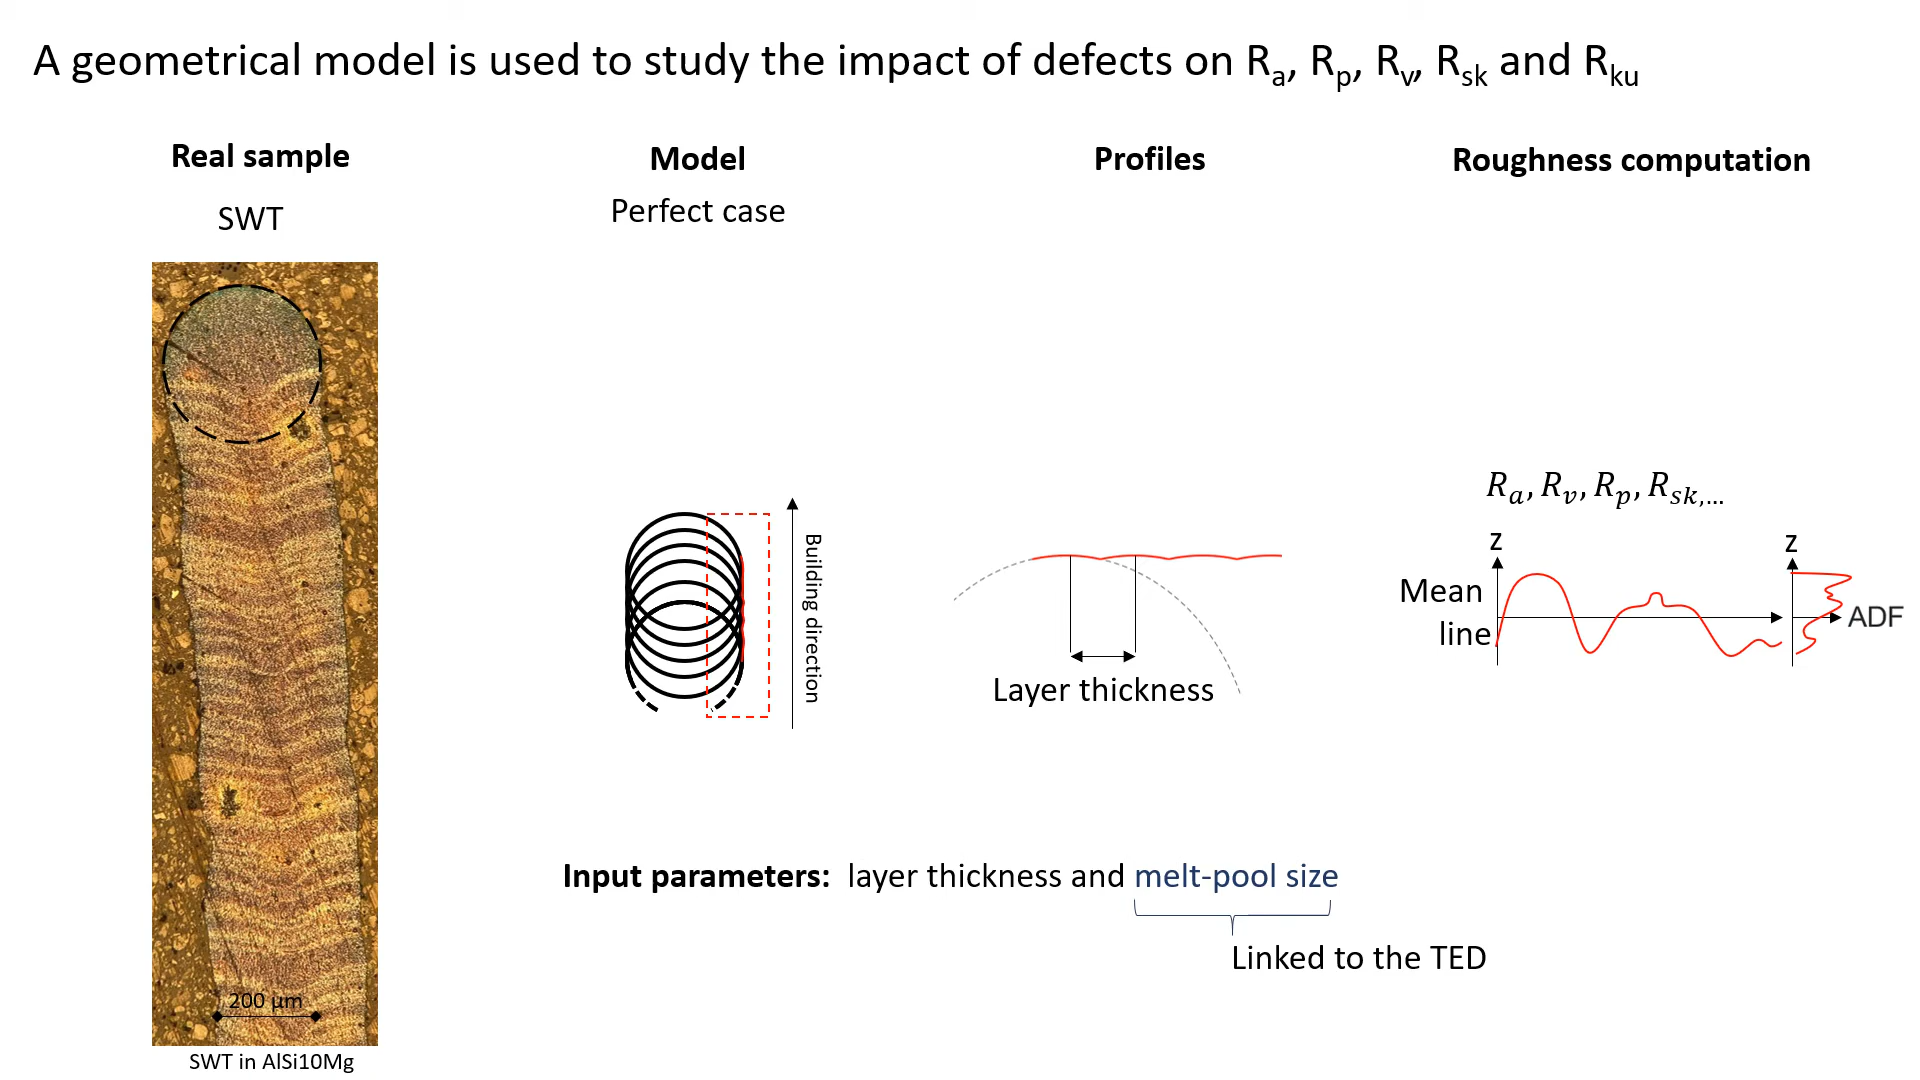 A geometrical model is used to study the impact of defects on Ra, Rp, Rv, Rsk and Rku
Real sample
SWT
200 µm
SWT in AlSi10Mg
Model
Perfect case
Building direction
Profiles
Layer thickness
Roughness computation
Ra, Rv, Rp, Rsk,...
Z
Z
Mean
line
ADF
Input parameters: layer thickness and melt-pool size
Linked to the TED